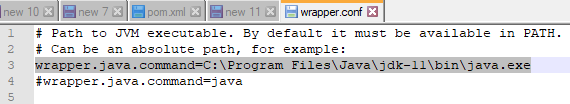 new 10 new 7 pom.xml new 11 wrapper.conf
1 # Path to JVM executable. By default it must be available in PATH.
2 # Can be an absolute path, for example:
3 wrapper.java.command=C:\Program Files\Java\jdk-11\bin\java.exe
4 #wrapper.java.command=java
5